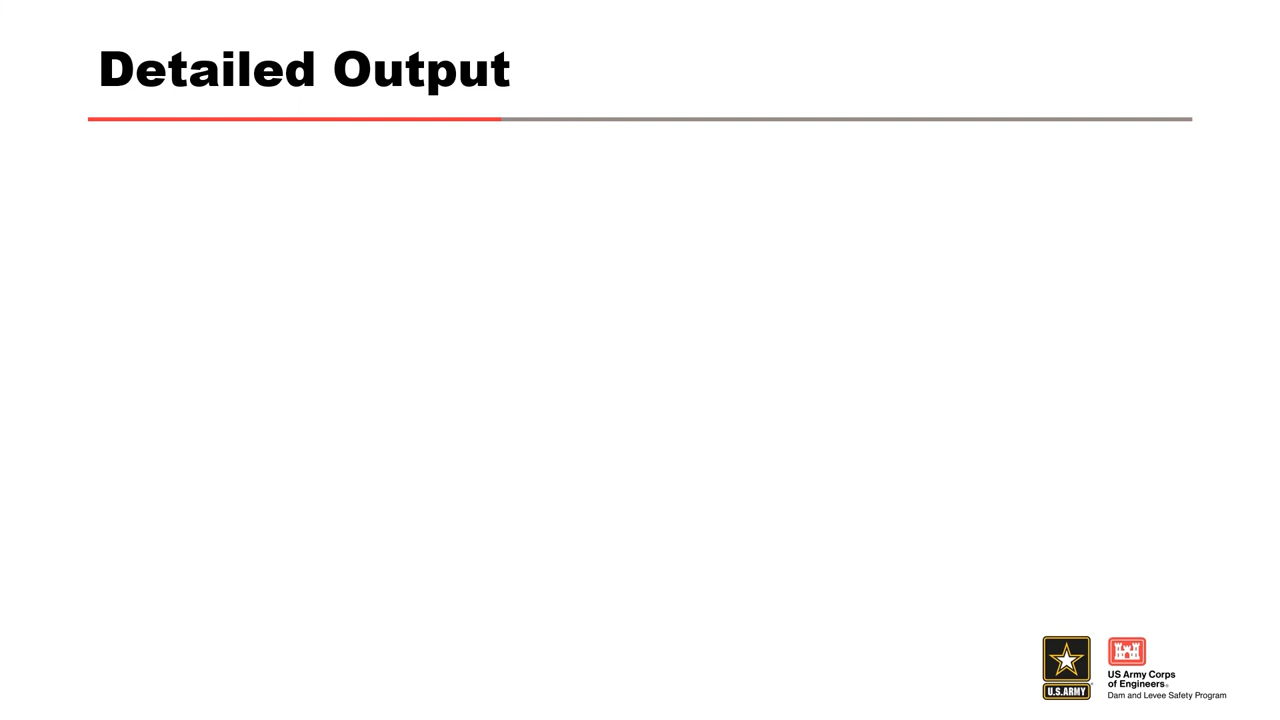 Detailed Output
U.S.ARMY
US Army Corps
of Engineers®
Dam and Levee Safety Program